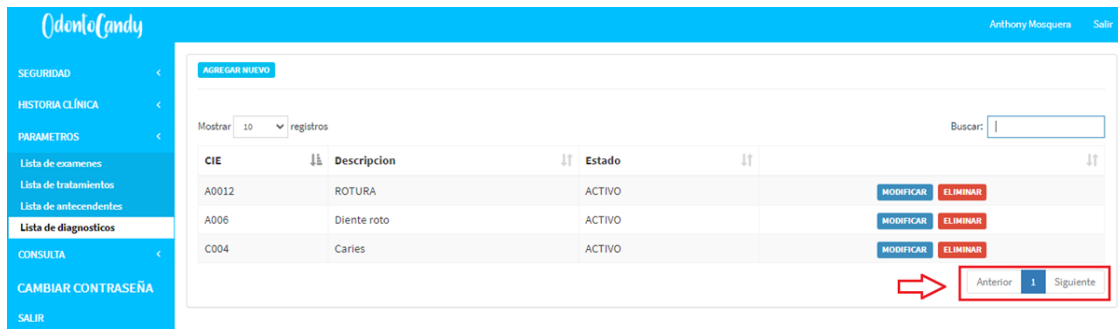 OdontoCandy
Anthony Mosquera Salir
SEGURIDAD
HISTORIA CLÍNICA
PARAMETROS
Lista de examenes
Lista de tratamientos
Lista de antecendentes
Lista de diagnosticos
CONSULTA
CAMBIAR CONTRASEÑA
SALIR
AGREGAR NUEVO
Mostrar 10 registros Buscar:
CIE Descripcion Estado
A0012 ROTURA ACTIVO MODIFICAR ELIMINAR
A006 Diente roto ACTIVO MODIFICAR ELIMINAR
C004 Caries ACTIVO MODIFICAR ELIMINAR
Anterior 1 Siguiente